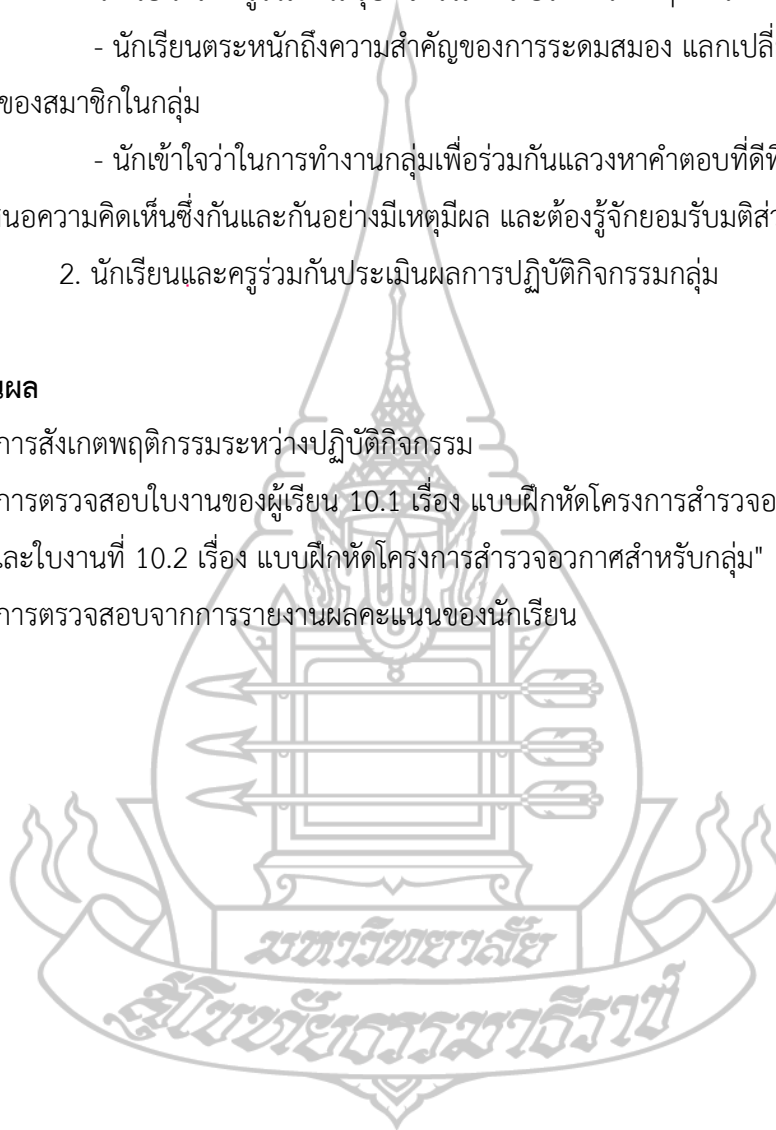 - นักเรียนตระหนักถึงความสำคัญของการระดมสมอง แลกเปลี่
ของสมาชิกในกลุ่ม
- นักเข้าใจว่าในการทำงานกลุ่มเพื่อร่วมกันแลวงหาคำตอบที่ดีที่
นอความคิดเห็นซึ่งกันและกันอย่างมีเหตุมีผล และต้องรู้จักยอมรับมติส่ว
2. นักเรียนและครูร่วมกันประเมินผลการปฏิบัติกิจกรรมกลุ่ม
นผล
การสังเกตพฤติกรรมระหว่างปฏิบัติกิจกรรม
การตรวจสอบใบงานของผู้เรียน 10.1 เรื่อง แบบฝึกหัดโครงการสำรวจอ
และใบงานที่ 10.2 เรื่อง แบบฝึกหัดโครงการสำรวจอวกาศสำหรับกลุ่ม"
การตรวจสอบจากการรายงานผลคะแนนของนักเรียน
มหาวิทยาลัย
สุโขทัยธรรมาธิราช